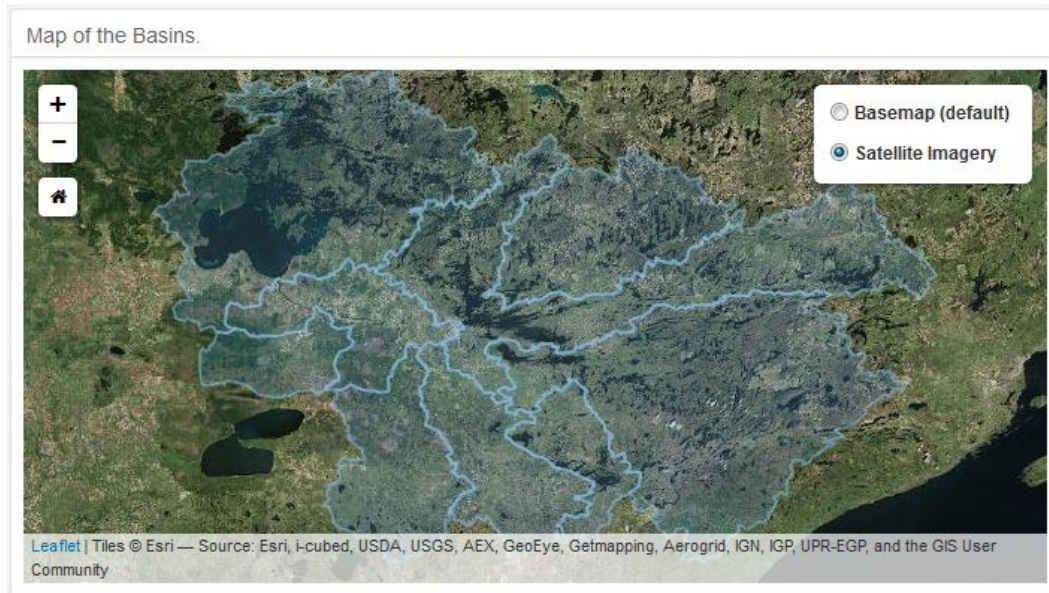 Map of the Basins.
+
−
Basemap (default)
Satellite Imagery
Leaflet | Tiles © Esri — Source: Esri, i-cubed, USDA, USGS, AEX, GeoEye, Getmapping, Aerogrid, IGN, IGP, UPR-EGP, and the GIS User
Community